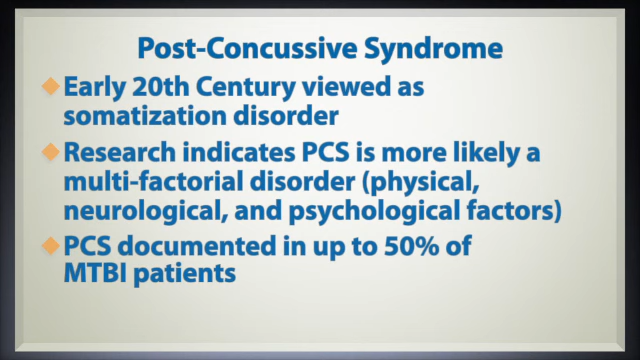 Post-Concussive Syndrome
Early 20th Century viewed as
somatization disorder
Research indicates PCS is more likely a
multi-factorial disorder (physical,
neurological, and psychological factors)
PCS documented in up to 50% of
MTBI patients